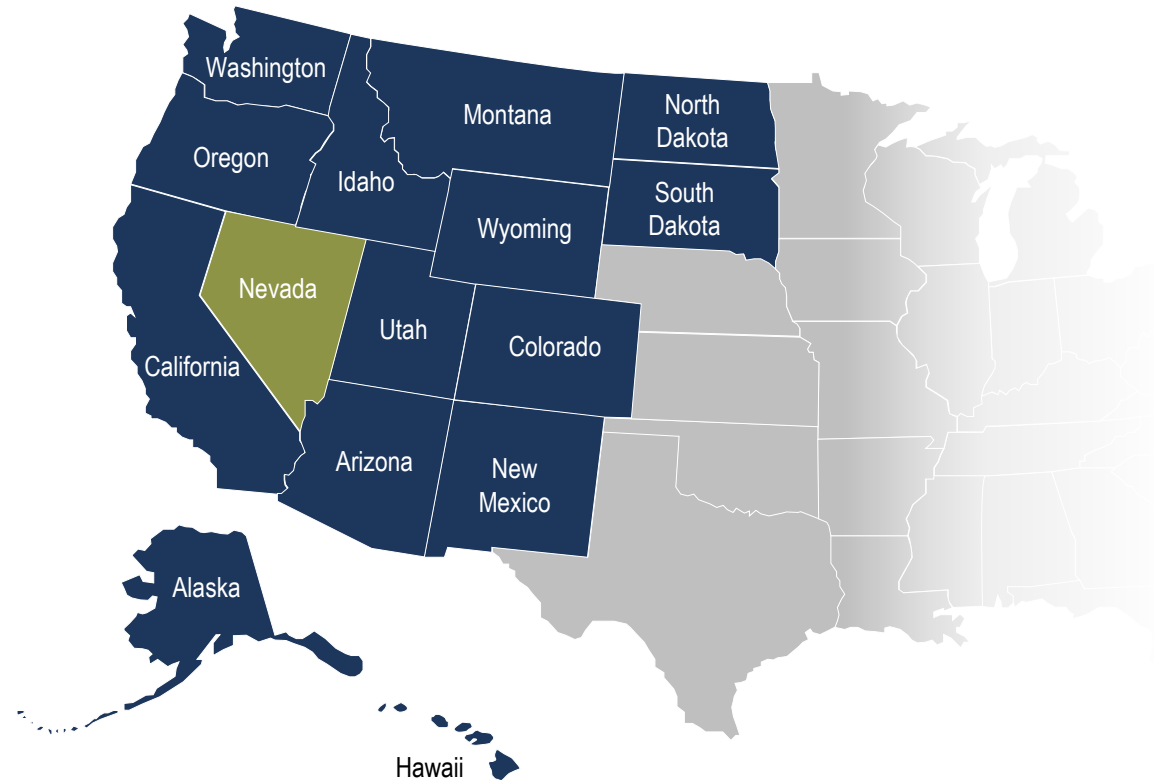 Washington
Montana
North
Dakota
Oregon
Idaho
South
Dakota
Wyoming
Nevada
Utah
Colorado
California
Arizona
New
Mexico
Alaska
Hawaii